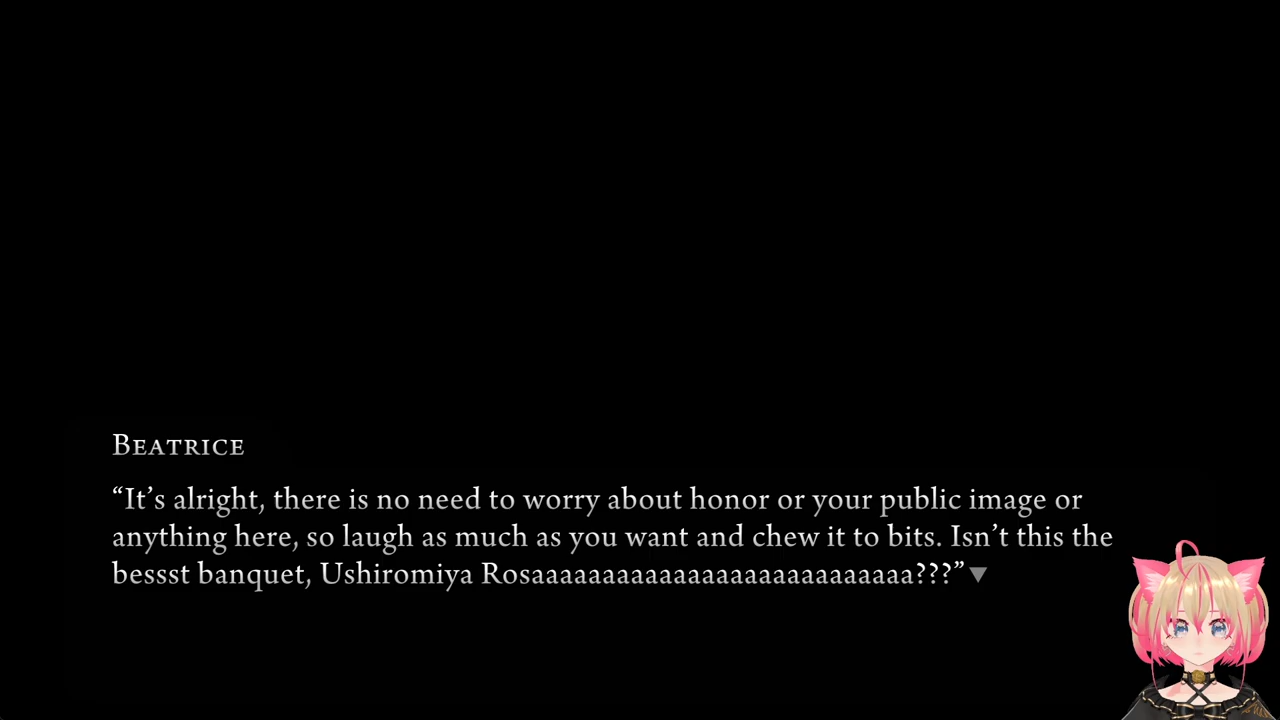 Beatrice
“It’s alright, there is no need to worry about honor or your public image or
anything here, so laugh as much as you want and chew it to bits. Isn’t this the
bessst banquet, Ushiromiya Rosaaaaaaaaaaaaaaaaaaaaaaaaaaa???”